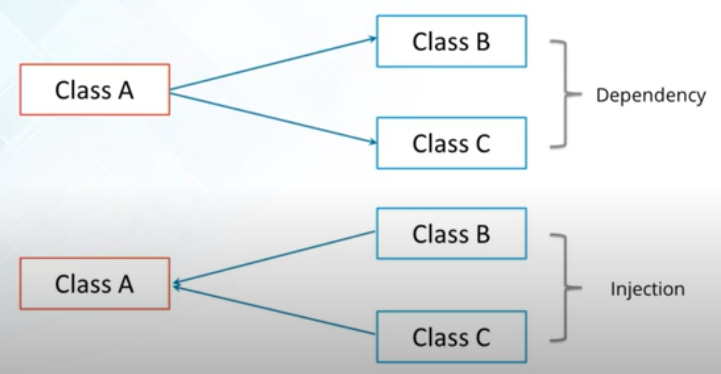 Class A
Class B
Class C
Dependency
Class A
Class B
Class C
Injection